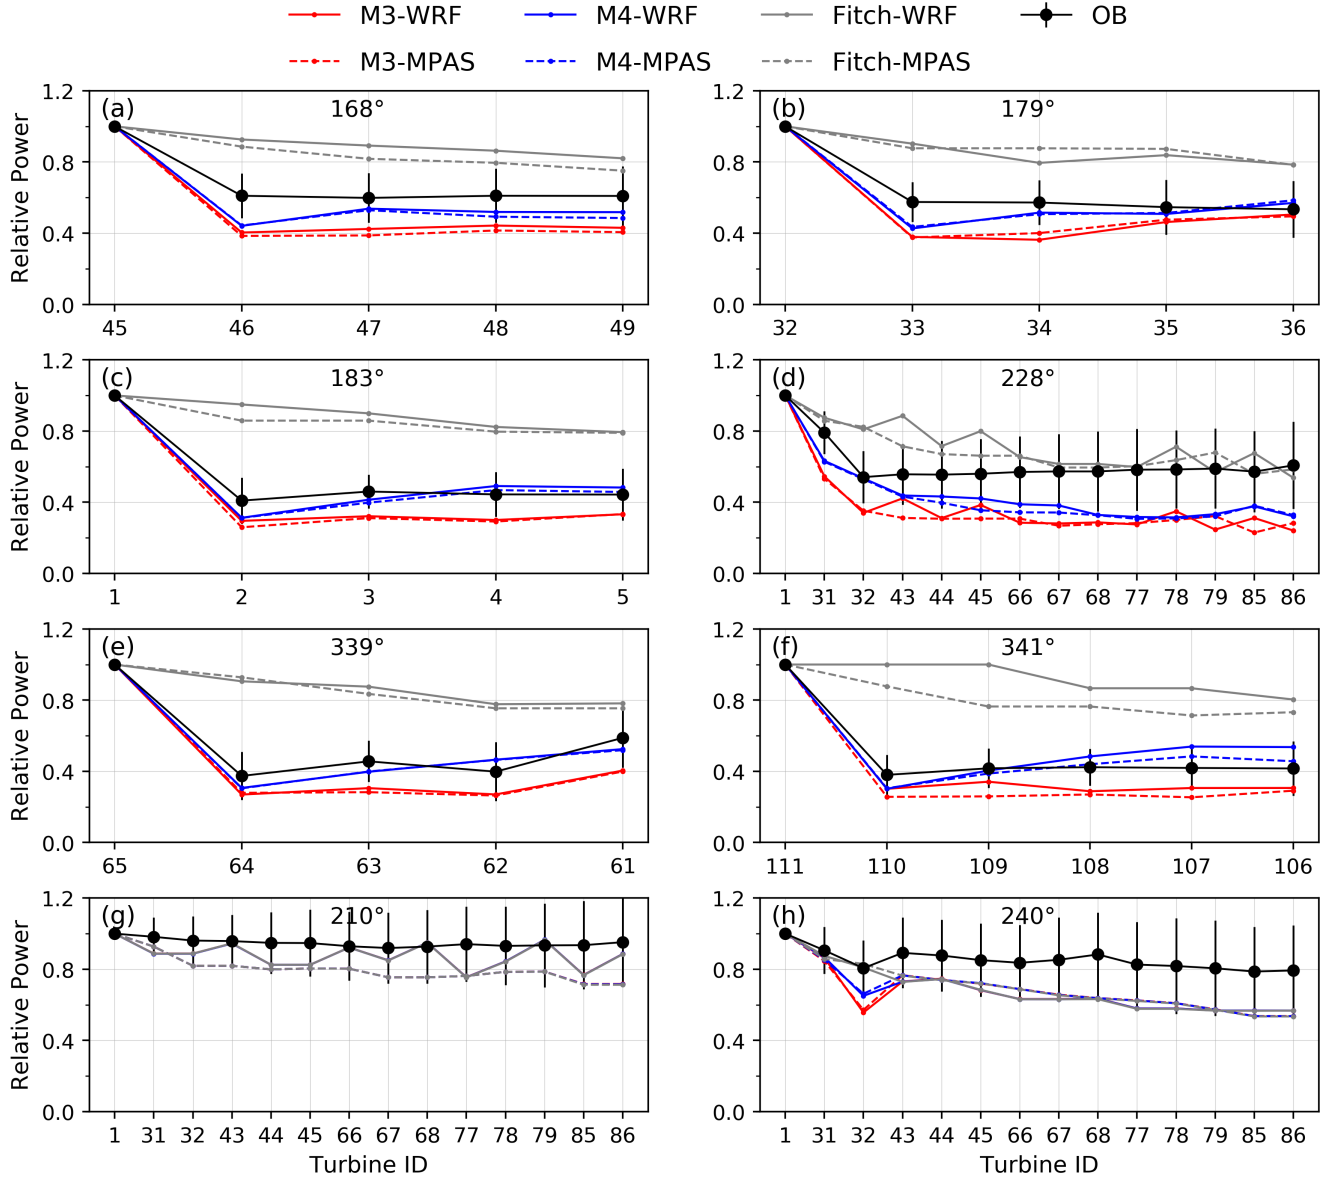 M3-WRF M4-WRF Fitch-WRF OB
M3-MPAS M4-MPAS Fitch-MPAS
(a) 168°
Relative Power
1.2
0.8
0.4
0.0
45 46 47 48 49
(b) 179°
1.2
0.8
0.4
0.0
32 33 34 35 36
(c) 183°
Relative Power
1.2
0.8
0.4
0.0
1 2 3 4 5
(d) 228°
1.2
0.8
0.4
0.0
1 31 32 43 44 45 66 67 68 77 78 79 85 86
(e) 339°
Relative Power
1.2
0.8
0.4
0.0
65 64 63 62 61
(f) 341°
1.2
0.8
0.4
0.0
111 110 109 108 107 106
(g) 210°
Relative Power
1.2
0.8
0.4
0.0
1 31 32 43 44 45 66 67 68 77 78 79 85 86
Turbine ID
(h) 240°
1.2
0.8
0.4
0.0
1 31 32 43 44 45 66 67 68 77 78 79 85 86
Turbine ID